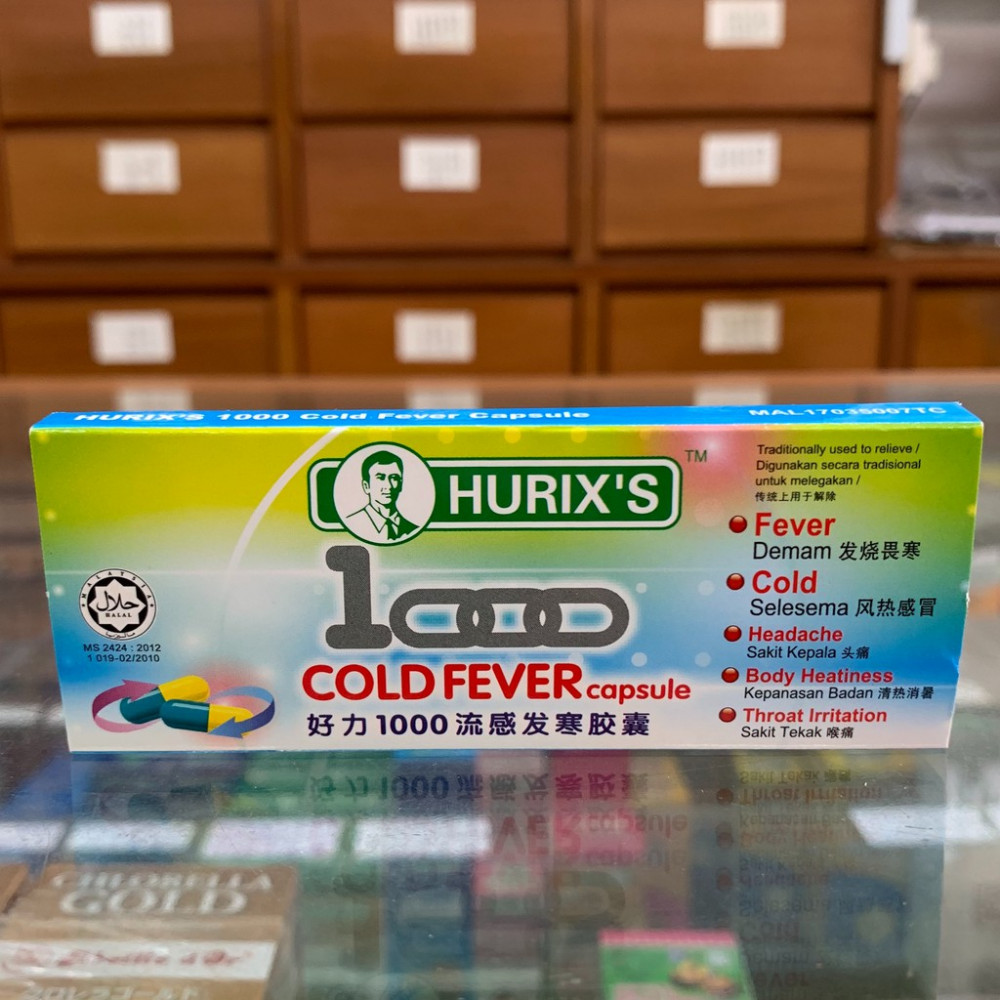 HURIX'S 1000 Cold Fever Capsule
MAL17035007TC
HURIX'S
TM
1000
COLD FEVER capsule
好力1000流感发寒胶囊
MALAYSIA
حلال
HALAL
MS 2424 : 2012
1 019-02/2010
Traditionally used to relieve /
Digunakan secara tradisional
untuk melegakan /
传统上用于解除
Fever
Demam 发烧畏寒
Cold
Selesema 风热感冒
Headache
Sakit Kepala 头痛
Body Heatiness
Kepanasan Badan 清热消暑
Throat Irritation
Sakit Tekak 喉痛
CHLORELLA
GOLD